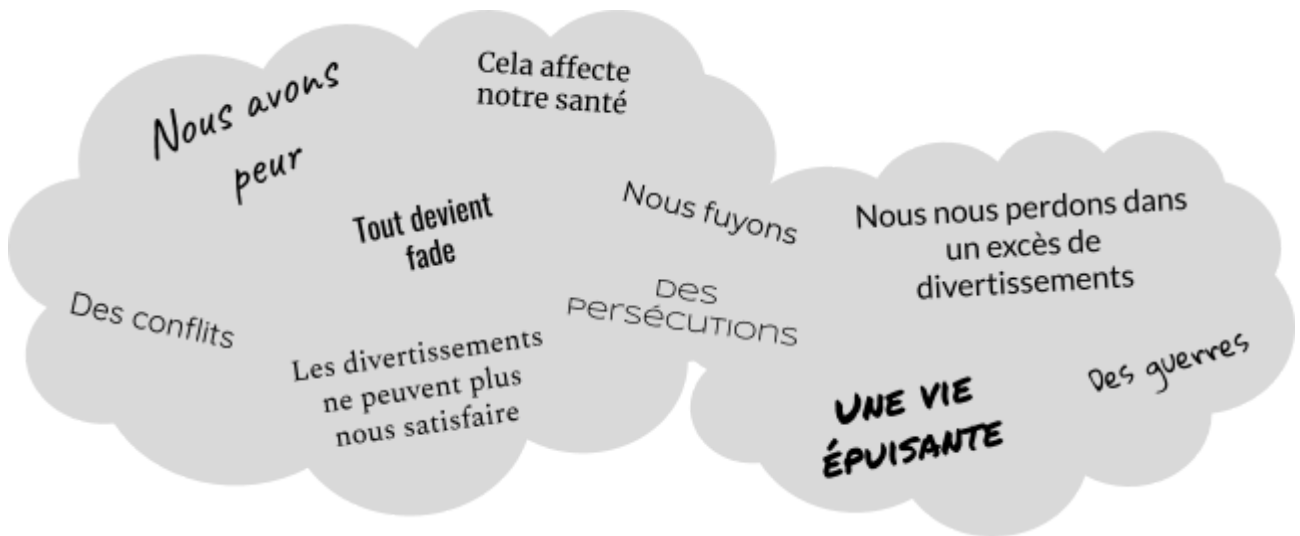 Nous avons
peur
Cela affecte
notre santé
Tout devient
fade
Nous fuyons
Des conflits
Des
persécutions
Les divertissements
ne peuvent plus
nous satisfaire
Nous nous perdons dans
un excès de
divertissements
Des guerres
Une vie
épuisante